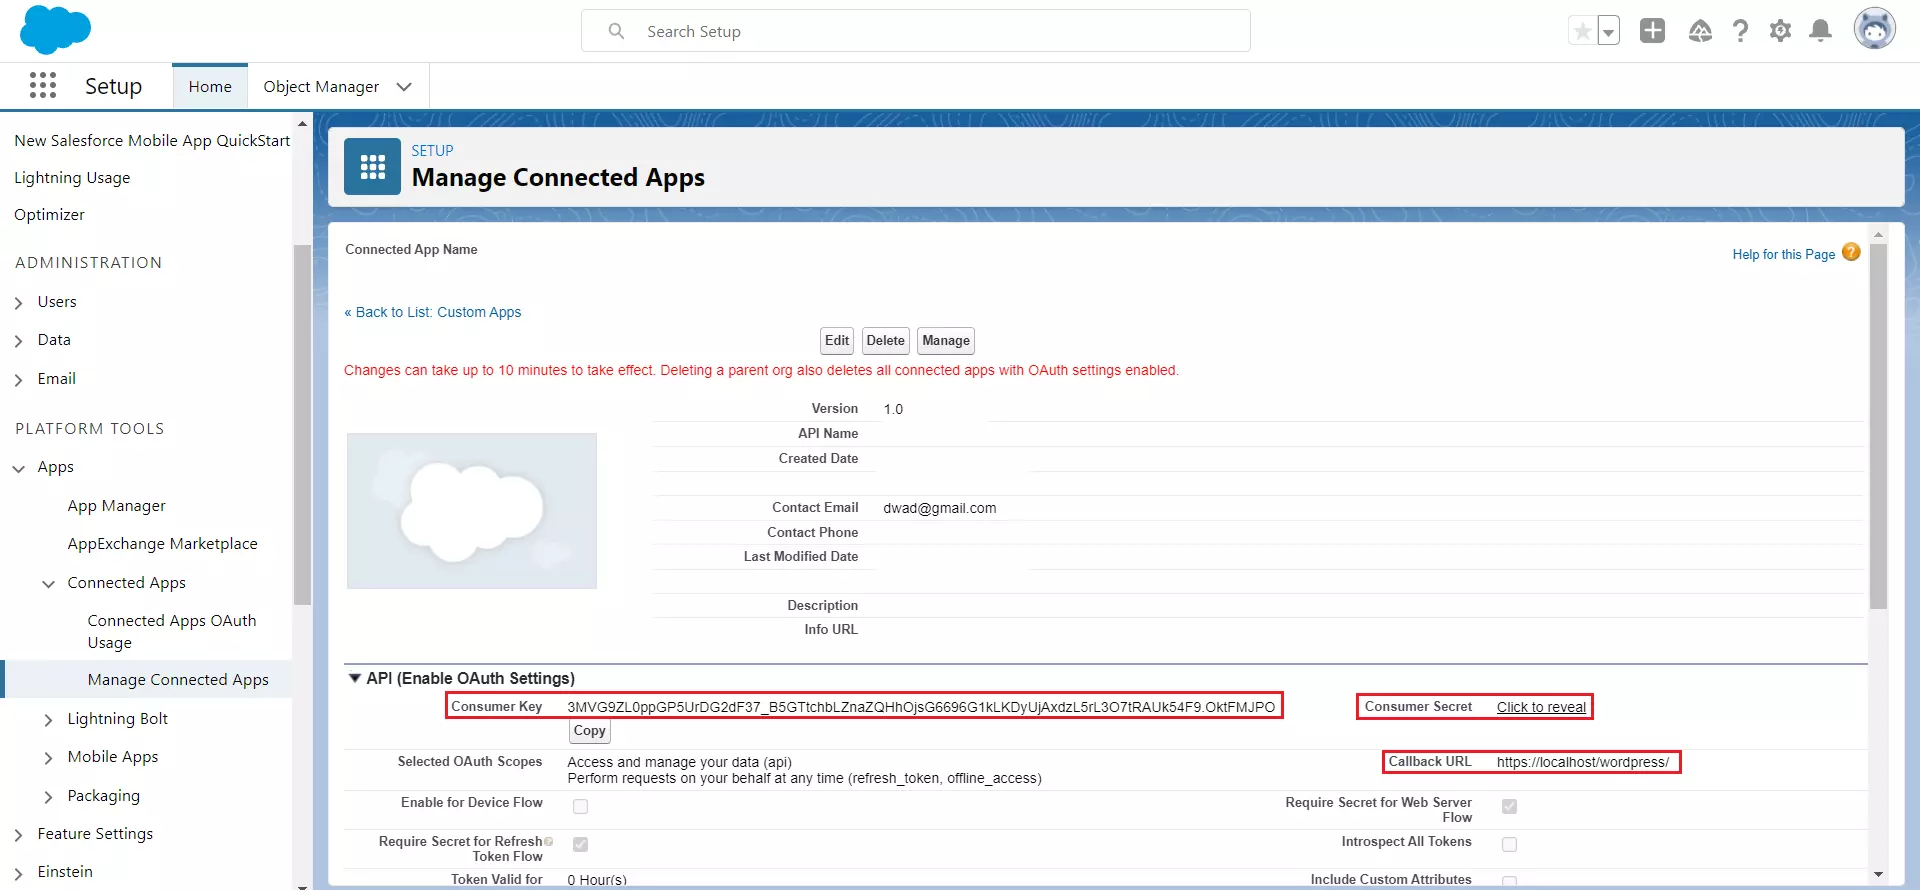 Search Setup
Setup
Home
Object Manager
New Salesforce Mobile App QuickStart
Lightning Usage
Optimizer
ADMINISTRATION
Users
Data
Email
PLATFORM TOOLS
Apps
App Manager
AppExchange Marketplace
Connected Apps
Connected Apps OAuth
Usage
Manage Connected Apps
Lightning Bolt
Mobile Apps
Packaging
Feature Settings
Einstein
SETUP
Manage Connected Apps
Connected App Name
Help for this Page ?
« Back to List: Custom Apps
Edit Delete Manage
Changes can take up to 10 minutes to take effect. Deleting a parent org also deletes all connected apps with OAuth settings enabled.
Version 1.0
API Name
Created Date
Contact Email dwad@gmail.com
Contact Phone
Last Modified Date
Description
Info URL
API (Enable OAuth Settings)
Consumer Key 3MVG9ZL0ppGP5UrDG2dF37_B5GTtchbLZnaZQHhOjsG6696G1kLKDyUjAxdzL5rL3O7tRAUk54F9.OktFMJPO
Copy
Consumer Secret Click to reveal
Selected OAuth Scopes Access and manage your data (api)
Perform requests on your behalf at any time (refresh_token, offline_access)
Callback URL https://localhost/wordpress/
Enable for Device Flow
Require Secret for Web Server
Flow
Require Secret for Refresh
Token Flow
Introspect All Tokens
Token Valid for 0 Hour(s)
Include Custom Attributes